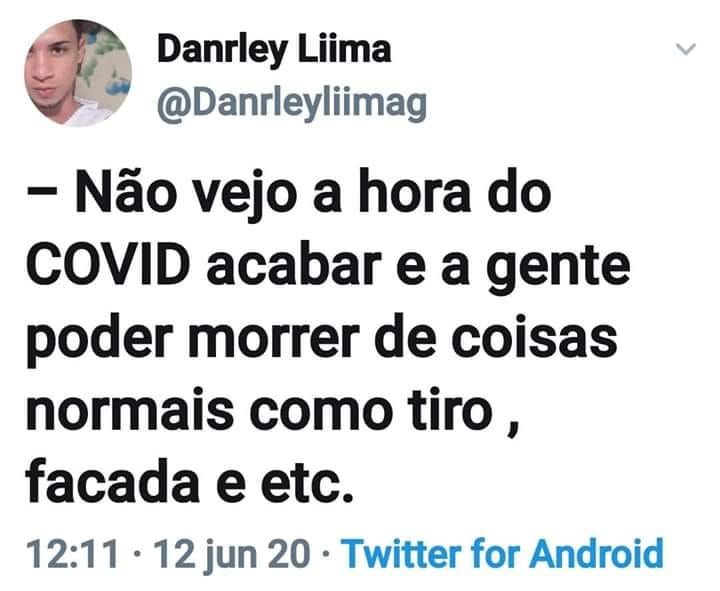 Danrley Liima
@Danrleyliimag
– Não vejo a hora do
COVID acabar e a gente
poder morrer de coisas
normais como tiro ,
facada e etc.
12:11 · 12 jun 20 · Twitter for Android